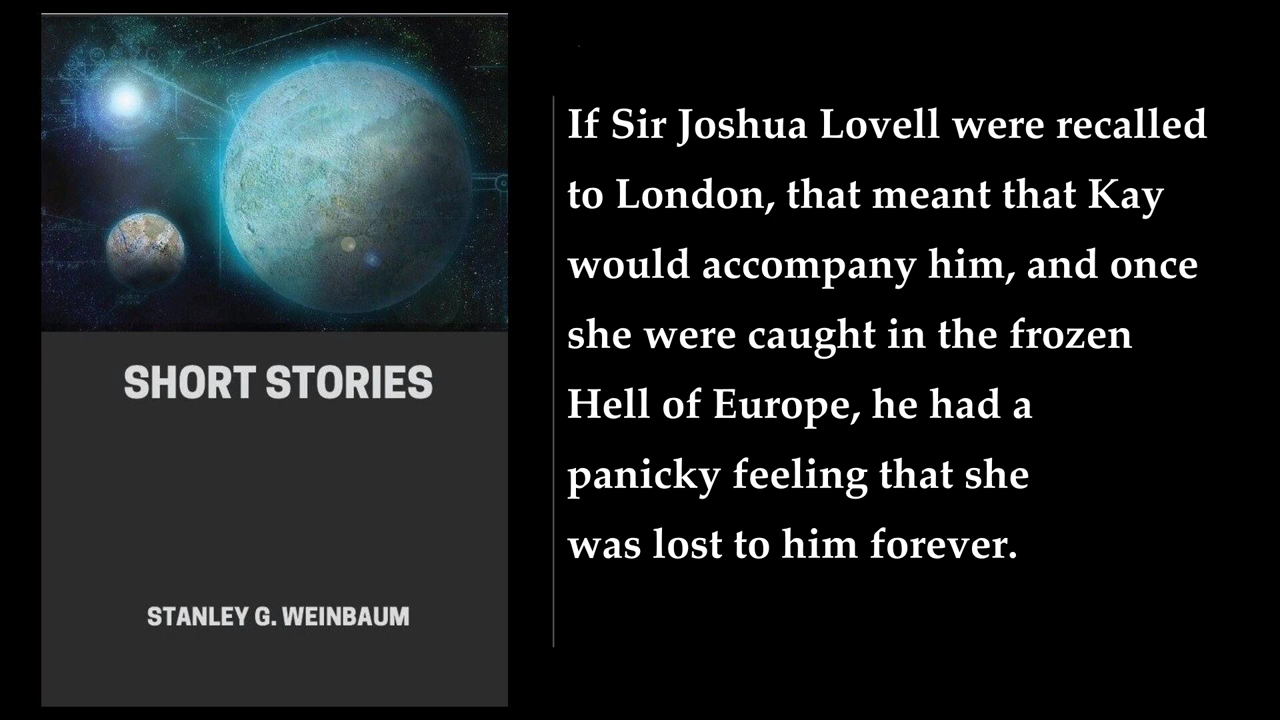 SHORT STORIES
STANLEY G. WEINBAUM
If Sir Joshua Lovell were recalled
to London, that meant that Kay
would accompany him, and once
she were caught in the frozen
Hell of Europe, he had a
panicky feeling that she
was lost to him forever.